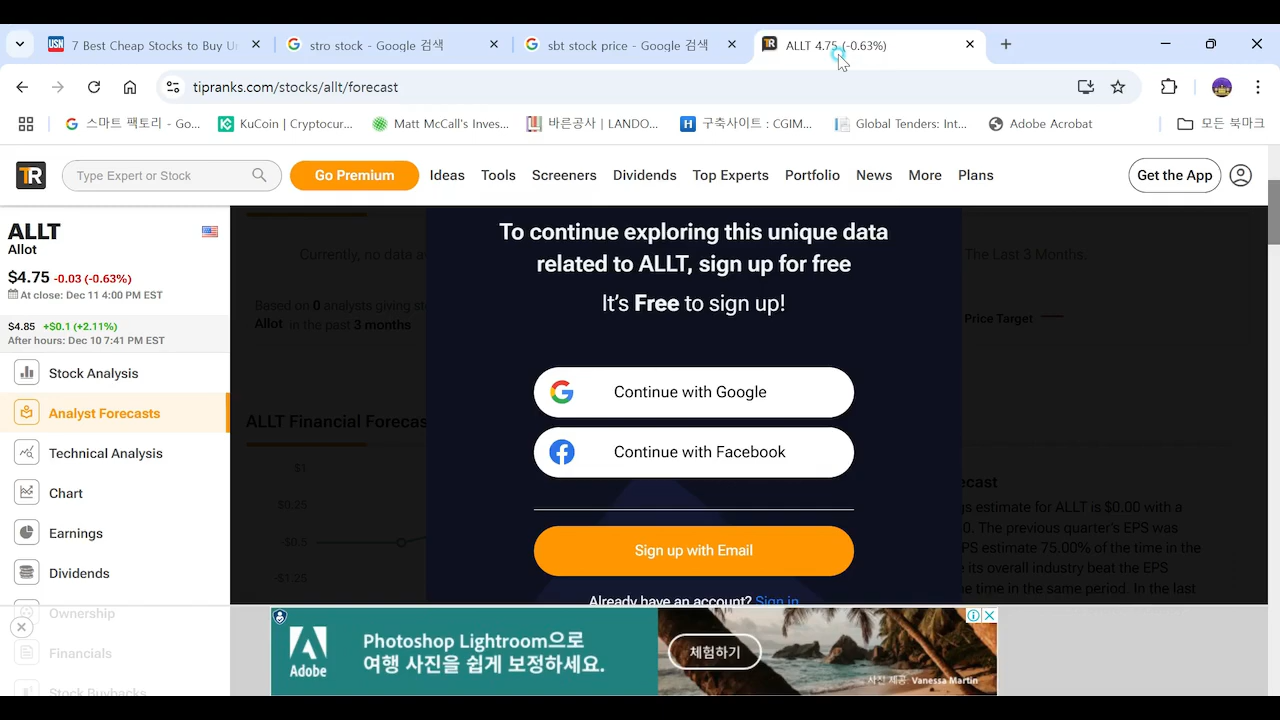 7 Best Cheap Stocks to Buy U
stro stock - Google 검색
sbt stock price - Google 검색
ALLT 4.75 (-0.63%)
tipranks.com/stocks/allt/forecast
스마트 팩토리 - Go...
KuCoin | Cryptocur...
Matt McCall's Inves...
바른공사 | LANDO...
구축사이트 : CGIM...
Global Tenders: Int...
Adobe Acrobat
모든 북마크
TR
Type Expert or Stock
Go Premium
Ideas
Tools
Screeners
Dividends
Top Experts
Portfolio
News
More
Plans
Get the App
ALLT
Allot
$4.75 -0.03 (-0.63%)
At close: Dec 11 4:00 PM EST
$4.85 +$0.1 (+2.11%)
After hours: Dec 10 7:41 PM EST
Stock Analysis
Analyst Forecasts
Technical Analysis
Chart
Earnings
Dividends
Ownership
Financials
Stock Buybacks
Currently, no data av
The Last 3 Months.
Based on 0 analysts giving st
Allot in the past 3 months
Price Target
ALLT Financial Forecas
$1
$0.25
-$0.5
-$1.25
To continue exploring this unique data
related to ALLT, sign up for free
It's Free to sign up!
Continue with Google
Continue with Facebook
Sign up with Email
Already have an account? Sign in
ecast
gs estimate for ALLT is $0.00 with a
0. The previous quarter's EPS was
PS estimate 75.00% of the time in the
its overall industry beat the EPS
he time in the same period. In the last
Adobe
Photoshop Lightroom으로
여행 사진을 쉽게 보정하세요.
체험하기
사진 제공 Vanessa Martin